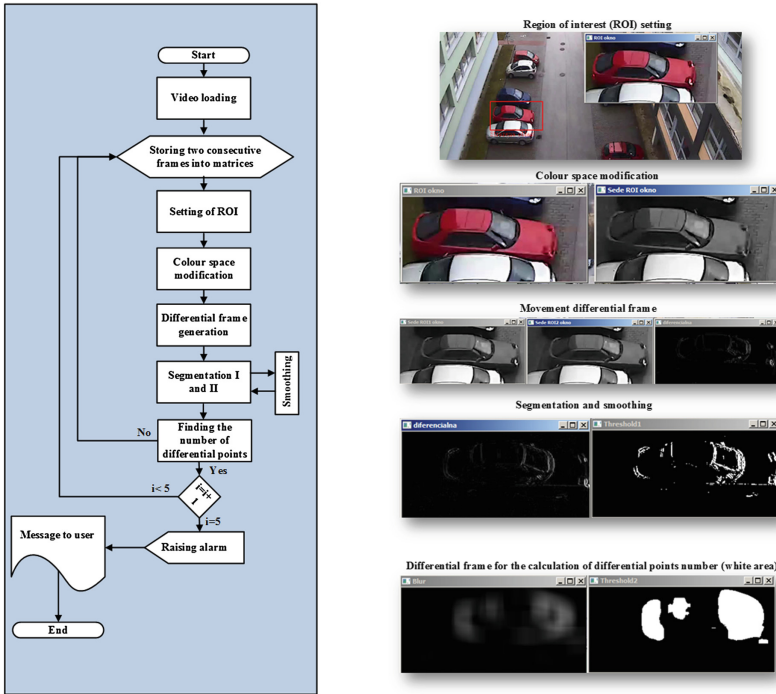 Start
Video loading
Storing two consecutive
frames into matrices
Setting of ROI
Colour space
modification
Differential frame
generation
Segmentation I
and II
Smoothing
Finding the
number of
differential points
No
Yes
i< 5
i=i+
1
i=5
Message to user
Raising alarm
End
Region of interest (ROI) setting
ROI okno
Colour space modification
ROI okno
Sede ROI okno
Movement differential frame
Sede ROI1 okno
Sede ROI2 okno
diferencialna
Segmentation and smoothing
diferencialna
Threshold1
Differential frame for the calculation of differential points number (white area)
Blur
Threshold2